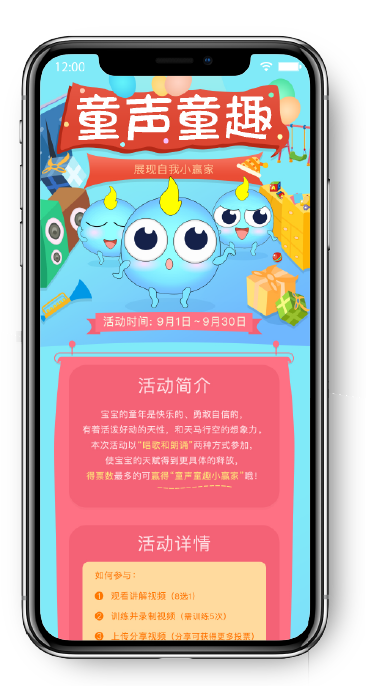 12:00
童声童趣
展现自我小赢家
活动时间: 9月1日~9月30日
活动简介
宝宝的童年是快乐的、勇敢自信的,
有着活泼好动的天性、和天马行空的想象力。
本次活动以“唱歌和朗诵”两种方式参加,
使宝宝的天赋得到更具体的释放,
得票数最多的可赢得“童声童趣小赢家”哦!
活动详情
如何参与:
1 观看讲解视频 (8选1)
2 训练并录制视频 (需训练5次)
3 上传分享视频 (分享可获得更多投票)